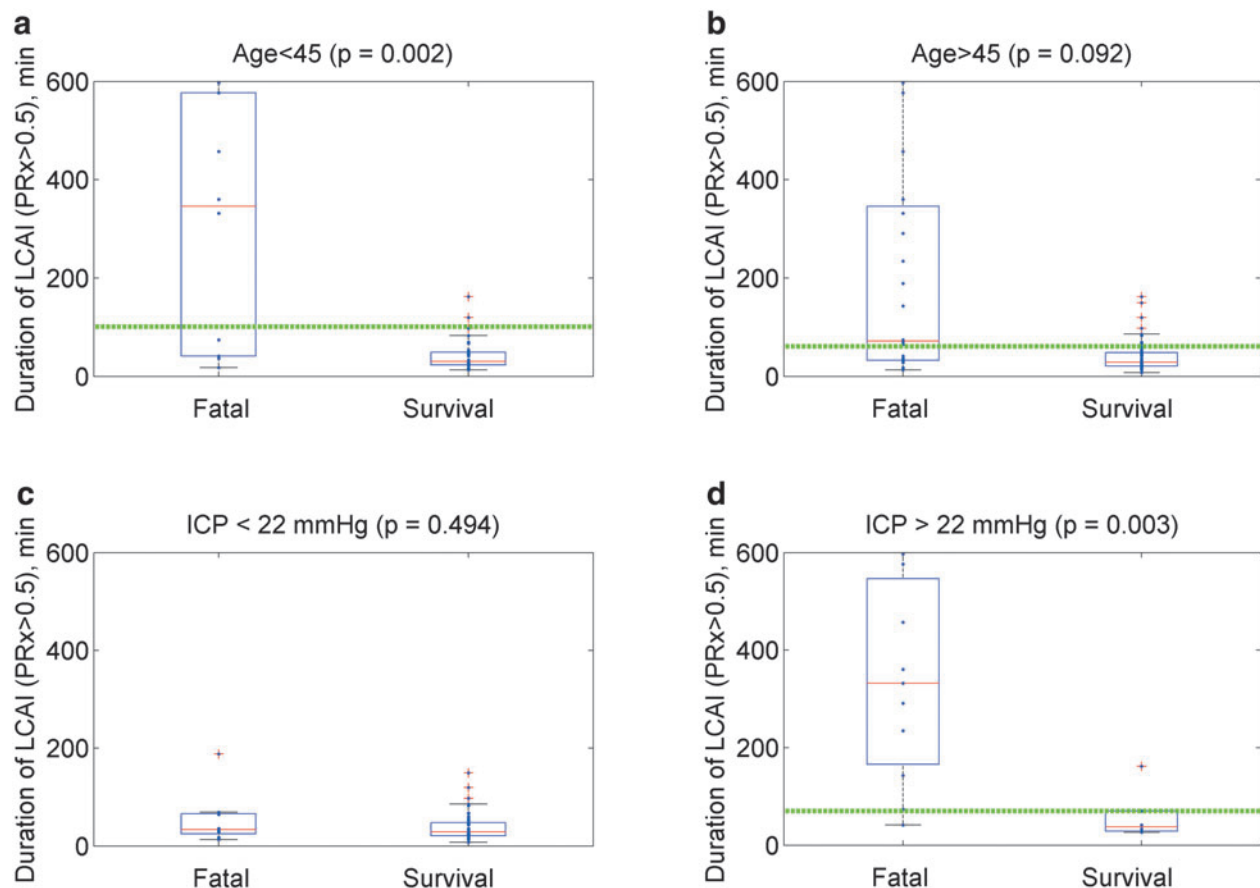 a
Age<45 (p = 0.002)
Duration of LCAI (PRx>0.5), min
600
400
200
0
Fatal Survival
b
Age>45 (p = 0.092)
Duration of LCAI (PRx>0.5), min
600
400
200
0
Fatal Survival
c
ICP < 22 mmHg (p = 0.494)
Duration of LCAI (PRx>0.5), min
600
400
200
0
Fatal Survival
d
ICP > 22 mmHg (p = 0.003)
Duration of LCAI (PRx>0.5), min
600
400
200
0
Fatal Survival